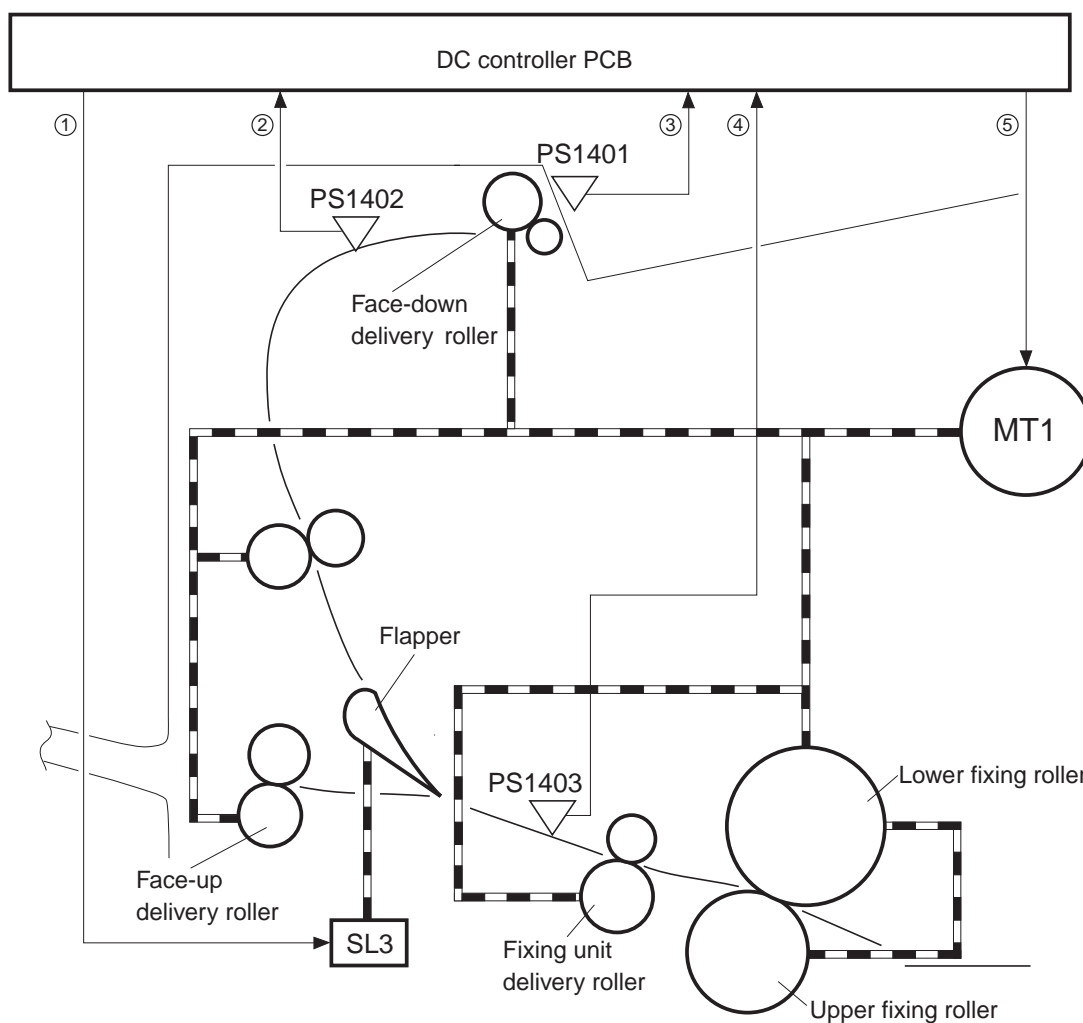 DC controller PCB
①
②
③
④
⑤
PS1401
PS1402
Face-down
delivery roller
MT1
Flapper
PS1403
Lower fixing roller
Face-up
delivery roller
SL3
Fixing unit
delivery roller
Upper fixing roller